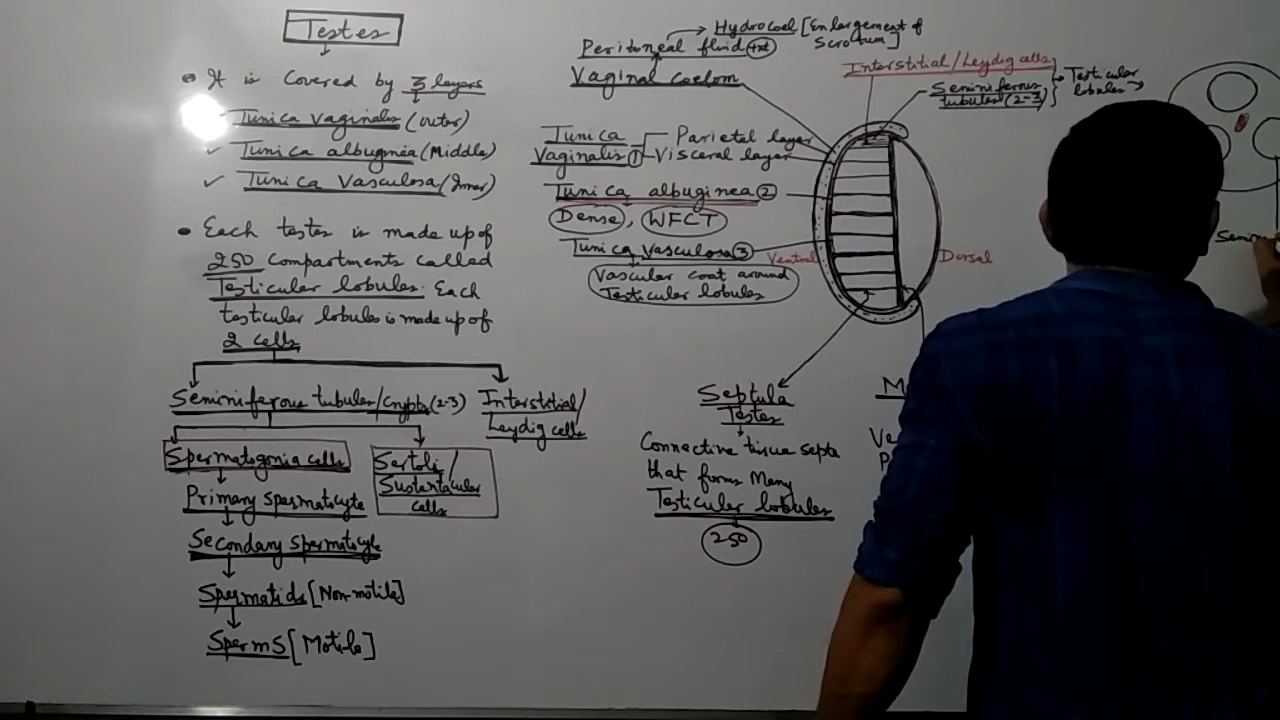 Testes
It is covered by 3 layers
Tunica vaginalis (outer)
Tunica albuginea (Middle)
Tunica Vasculosa (Inner)
Each testes is made up of
250 compartments called
Testicular lobules. Each
testicular lobules is made up of
2 cells
Seminiferous tubules/crypts (2-3)
Interstitial/
Leydig cells
Spermatogonia cells
Sertoli/
Sustentacular
cells
Primary spermatocyte
Secondary spermatocyte
Spermatids [Non-motile]
Sperms [Motile]
Hydrocoel [Enlargement of
Scrotum]
Peritoneal fluid
Vaginal coelom
Tunica
Vaginalis 1
Parietal layer
Visceral layer
Tunica albuginea 2
Dense, WFCT
Tunica Vasculosa 3
Vascular coat around
Testicular lobules
Interstitial/Leydig cells
Seminiferous
tubules (2-3)
Testicular
lobules
Ventral
Dorsal
Septula
Testes
Connective tissue septa
that forms Many
Testicular lobules
250